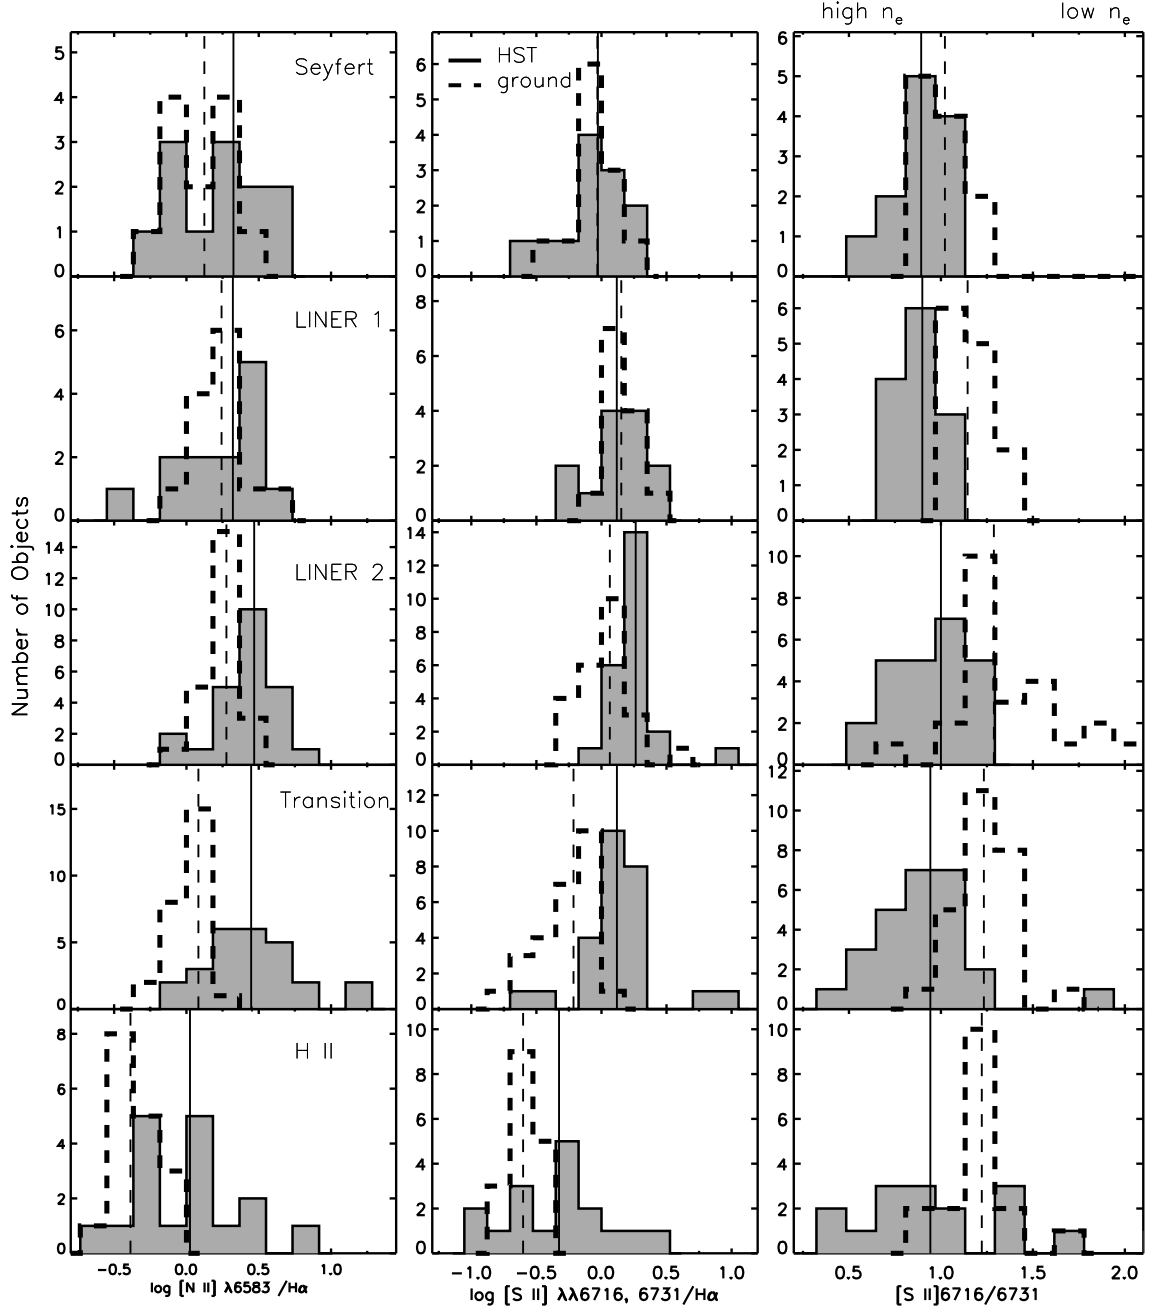 high nₑ low nₑ
Seyfert
HST
ground
LINER 1
LINER 2
Transition
H II
Number of Objects
0 1 2 3 4 5
0 1 2 3 4 5 6
0 1 2 3 4 5 6
0 2 4 6
0 2 4 6 8
0 1 2 3 4 5 6
0 2 4 6 8 10 12 14
0 2 4 6 8 10 12 14
0 2 4 6 8 10
0 5 10 15
0 2 4 6 8 10 12
0 2 4 6 8 10 12
0 2 4 6 8
0 2 4 6 8 10
0 2 4 6 8 10
-0.5 0.0 0.5 1.0
-1.0 -0.5 0.0 0.5 1.0
0.5 1.0 1.5 2.0
log [N II] λ6583 /Hα
log [S II] λλ6716, 6731/Hα
[S II]6716/6731